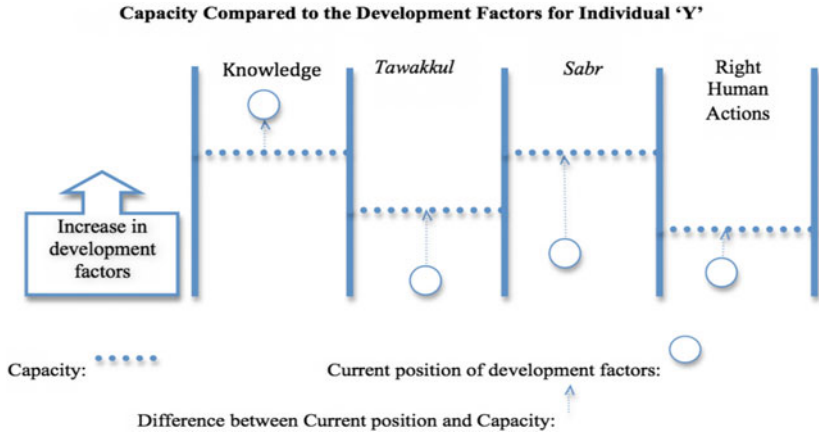 Capacity Compared to the Development Factors for Individual ‘Y’
Knowledge
Tawakkul
Sabr
Right
Human
Actions
Increase in
development
factors
Capacity:
Current position of development factors:
Difference between Current position and Capacity: